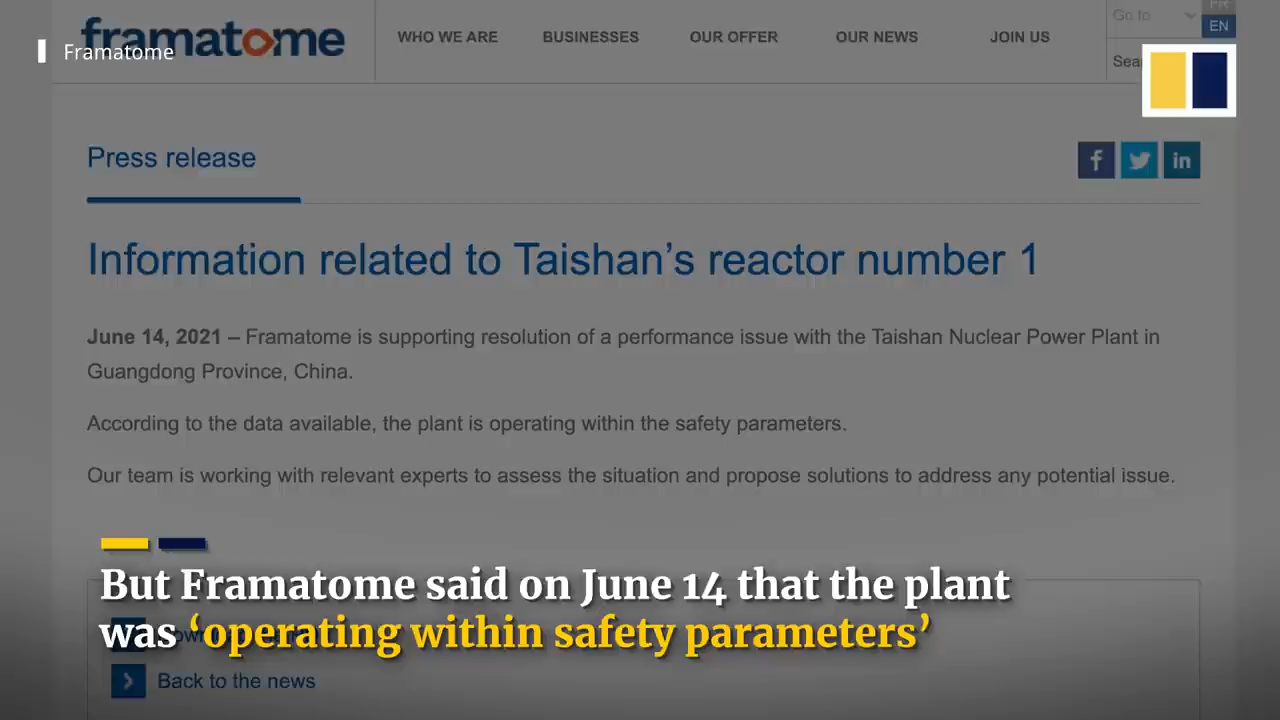 framatome
Framatome
WHO WE ARE
BUSINESSES
OUR OFFER
OUR NEWS
JOIN US
Go to
FR
EN
Press release
Information related to Taishan's reactor number 1
June 14, 2021 – Framatome is supporting resolution of a performance issue with the Taishan Nuclear Power Plant in
Guangdong Province, China.
According to the data available, the plant is operating within the safety parameters.
Our team is working with relevant experts to assess the situation and propose solutions to address any potential issue.
But Framatome said on June 14 that the plant
was ‘operating within safety parameters’
Back to the news